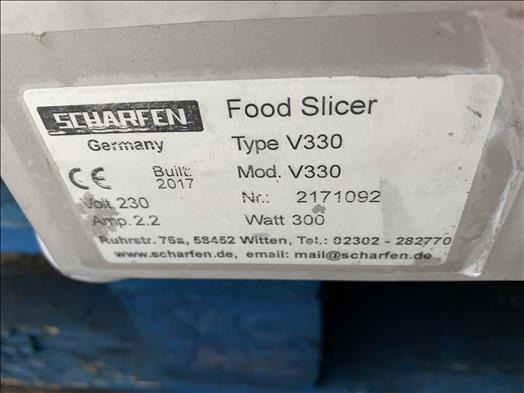 SCHARFEN
Food Slicer
Germany
Type V330
CE
Built:
2017
Mod. V330
Volt 230
Nr.: 2171092
Amp. 2.2
Watt 300
Ruhrstr. 76a, 58452 Witten, Tel.: 02302 - 282770
www.scharfen.de, email: mail@scharfen.de